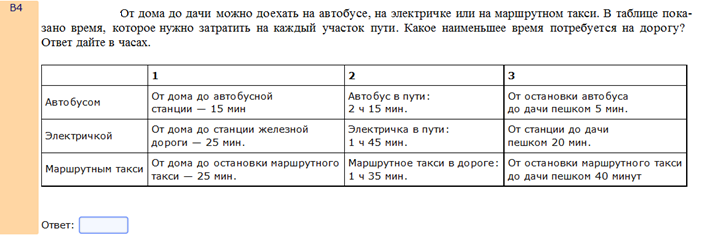 B4
От дома до дачи можно доехать на автобусе, на электричке или на маршрутном такси. В таблице пока-
зано время, которое нужно затратить на каждый участок пути. Какое наименьшее время потребуется на дорогу?
Ответ дайте в часах.
1 2 3
Автобусом
От дома до автобусной
станции — 15 мин
Автобус в пути:
2 ч 15 мин.
От остановки автобуса
до дачи пешком 5 мин.
Электричкой
От дома до станции железной
дороги — 25 мин.
Электричка в пути:
1 ч 45 мин.
От станции до дачи
пешком 20 мин.
Маршрутным такси
От дома до остановки маршрутного
такси — 25 мин.
Маршрутное такси в дороге:
1 ч 35 мин.
От остановки маршрутного такси
до дачи пешком 40 минут
Ответ: